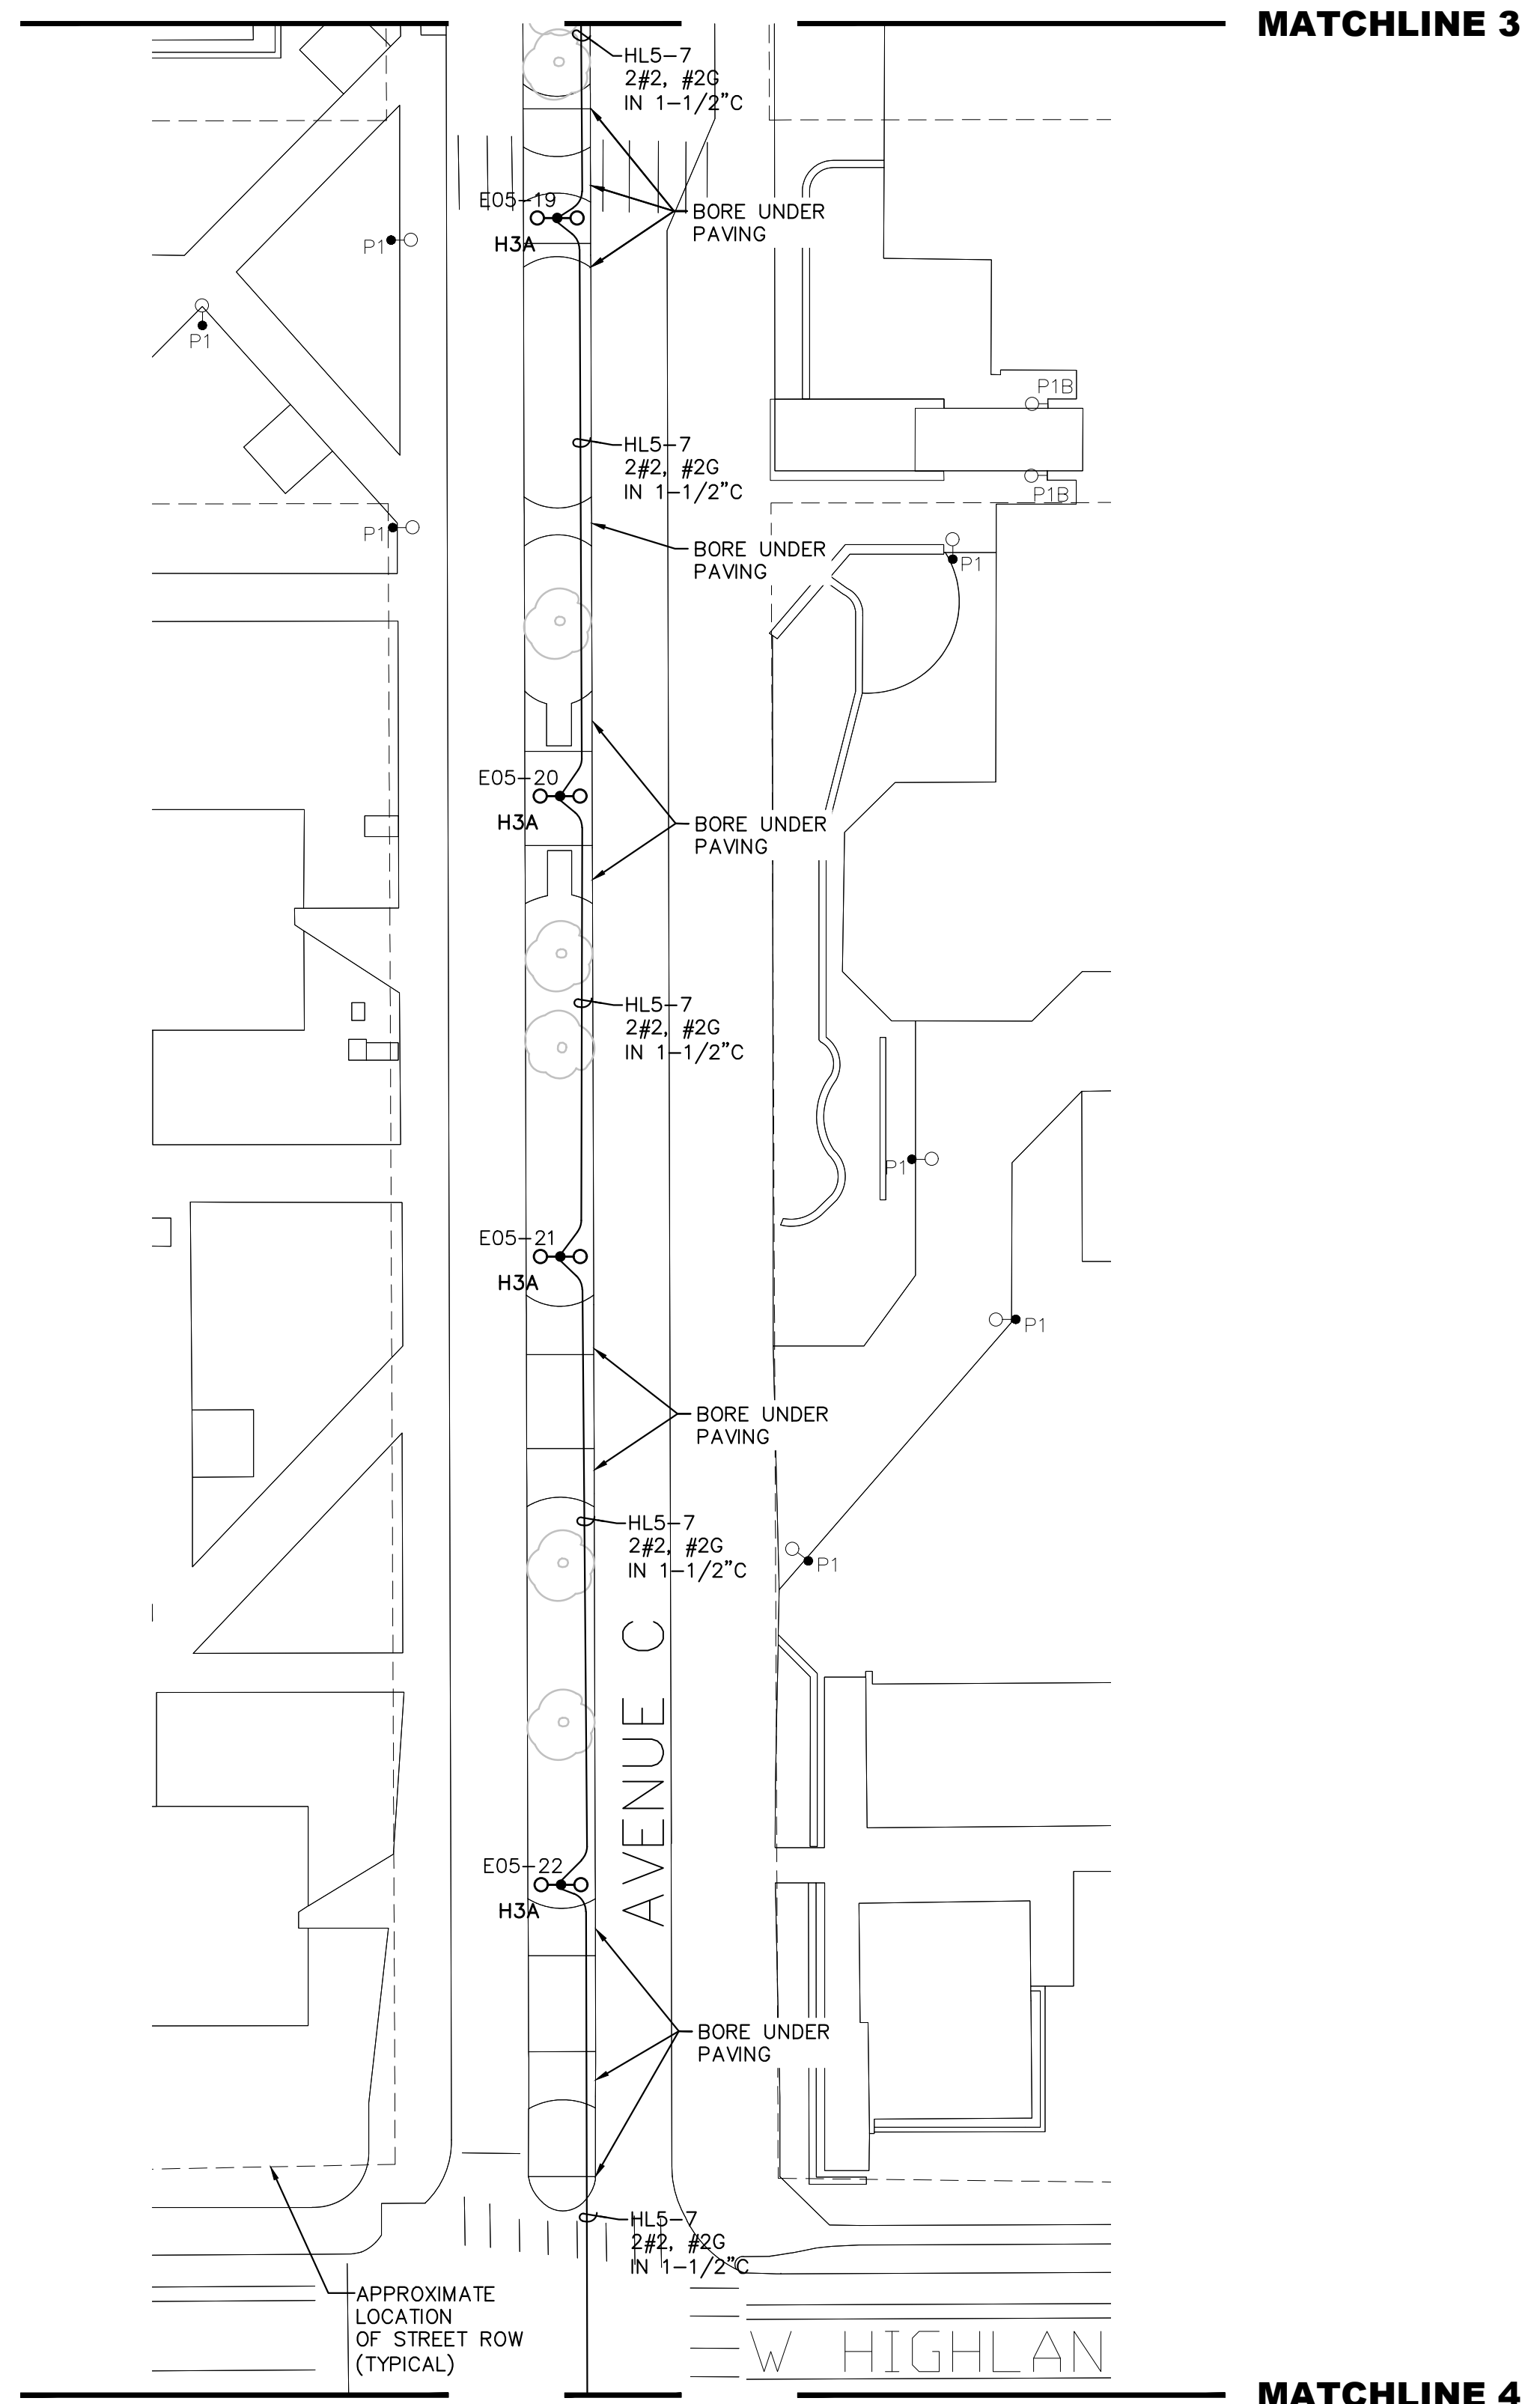 MATCHLINE 3
HL5-7
2#2, #2G
IN 1-1/2"C
E05-19
H3A
BORE UNDER
PAVING
P1
P1
P1B
HL5-7
2#2, #2G
IN 1-1/2"C
P1B
P1
BORE UNDER
PAVING
P1
E05-20
H3A
BORE UNDER
PAVING
HL5-7
2#2, #2G
IN 1-1/2"C
P1
E05-21
H3A
P1
BORE UNDER
PAVING
HL5-7
2#2, #2G
IN 1-1/2"C
P1
AVENUE C
E05-22
H3A
BORE UNDER
PAVING
HL5-7
2#2, #2G
IN 1-1/2"C
APPROXIMATE
LOCATION
OF STREET ROW
(TYPICAL)
W HIGHLAN
MATCHLINE 4